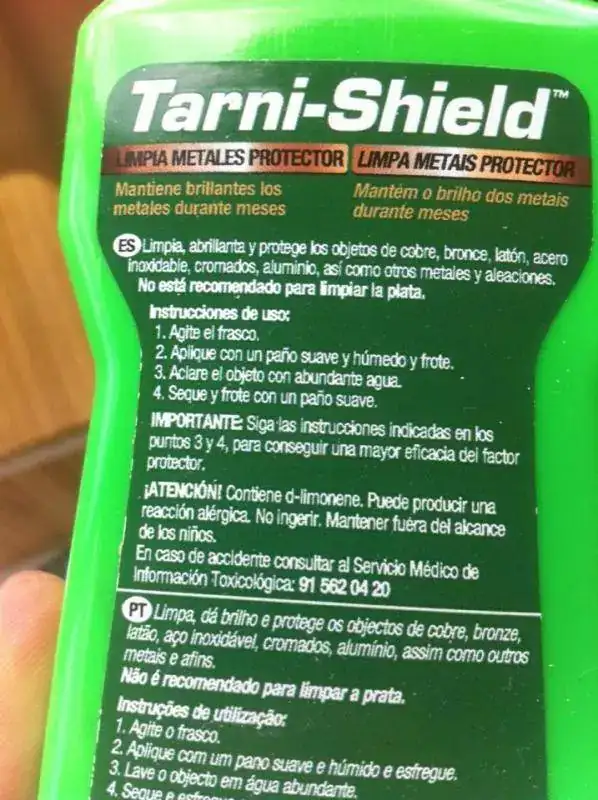 Tarni-Shield™
LIMPIA METALES PROTECTOR
LIMPA METAIS PROTECTOR
Mantiene brillantes los
metales durante meses
Mantém o brilho dos metais
durante meses
ES Limpia, abrillanta y protege los objetos de cobre, bronce, latón, acero
inoxidable, cromados, aluminio, así como otros metales y aleaciones.
No está recomendado para limpiar la plata.
Instrucciones de uso:
1. Agite el frasco.
2. Aplique con un paño suave y húmedo y frote.
3. Aclare el objeto con abundante agua.
4. Seque y frote con un paño suave.
IMPORTANTE: Siga las instrucciones indicadas en los
puntos 3 y 4, para conseguir una mayor eficacia del factor
protector.
¡ATENCIÓN! Contiene d-limonene. Puede producir una
reacción alérgica. No ingerir. Mantener fuera del alcance
de los niños.
En caso de accidente consultar al Servicio Médico de
Información Toxicológica: 91 562 04 20
PT Limpa, dá brilho e protege os objectos de cobre, bronze,
latão, aço inoxidável, cromados, alumínio, assim como outros
metais e afins.
Não é recomendado para limpar a prata.
Instruções de utilização:
1. Agite o frasco.
2. Aplique com um pano suave e húmido e esfregue.
3. Lave o objecto em água abundante.
4. Seque e